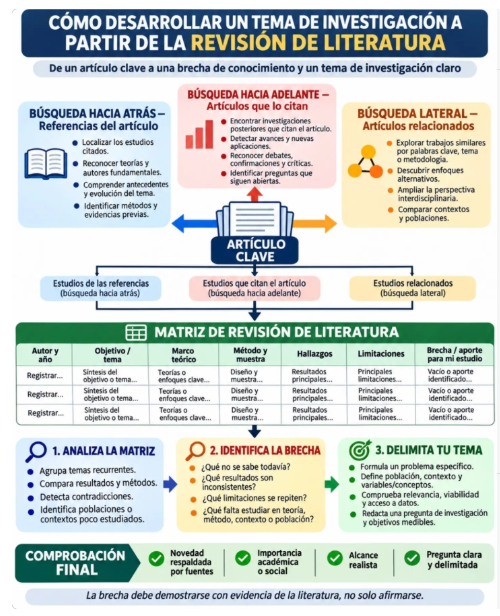 CÓMO DESARROLLAR UN TEMA DE INVESTIGACIÓN A
PARTIR DE LA REVISIÓN DE LITERATURA
De un artículo clave a una brecha de conocimiento y un tema de investigación claro
BÚSQUEDA HACIA ATRÁS –
Referencias del artículo
Localizar los estudios
citados.
Reconocer teorías y
autores fundamentales.
Comprender antecedentes
y evolución del tema.
Identificar métodos y
evidencias previas.
BÚSQUEDA HACIA ADELANTE –
Artículos que lo citan
Encontrar investigaciones
posteriores que citan el artículo.
Detectar avances y nuevas
aplicaciones.
Reconocer debates,
confirmaciones y críticas.
Identificar preguntas que
siguen abiertas.
BÚSQUEDA LATERAL –
Artículos relacionados
Explorar trabajos similares
por palabras clave, tema
o metodología.
Descubrir enfoques
alternativos.
Ampliar la perspectiva
interdisciplinaria.
Comparar contextos
y poblaciones.
ARTÍCULO
CLAVE
Estudios de las referencias
(búsqueda hacia atrás)
Estudios que citan el artículo
(búsqueda hacia adelante)
Estudios relacionados
(búsqueda lateral)
MATRIZ DE REVISIÓN DE LITERATURA
Autor y año
Objetivo / tema
Marco teórico
Método y muestra
Hallazgos
Limitaciones
Brecha / aporte para mi estudio
Registrar...
Síntesis del objetivo o tema...
Teorías o enfoques clave...
Diseño y muestra...
Resultados principales...
Principales limitaciones...
Vacío o aporte identificado...
Registrar...
Síntesis del objetivo o tema...
Teorías o enfoques clave...
Diseño y muestra...
Resultados principales...
Principales limitaciones...
Vacío o aporte identificado...
Registrar...
Síntesis del objetivo o tema...
Teorías o enfoques clave...
Diseño y muestra...
Resultados principales...
Principales limitaciones...
Vacío o aporte identificado...
1. ANALIZA LA MATRIZ
Agrupa temas recurrentes.
Compara resultados y métodos.
Detecta contradicciones.
Identifica poblaciones o
contextos poco estudiados.
2. IDENTIFICA LA BRECHA
¿Qué no se sabe todavía?
¿Qué resultados son
inconsistentes?
¿Qué limitaciones se repiten?
¿Qué falta estudiar en teoría,
método, contexto o población?
3. DELIMITA TU TEMA
Formula un problema específico.
Define población, contexto y
variables/conceptos.
Comprueba relevancia, viabilidad
y acceso a datos.
Redacta una pregunta de investigación
y objetivos medibles.
COMPROBACIÓN
FINAL
Novedad
respaldada
por fuentes
Importancia
académica
o social
Alcance
realista
Pregunta clara
y delimitada
La brecha debe demostrarse con evidencia de la literatura, no solo afirmarse.